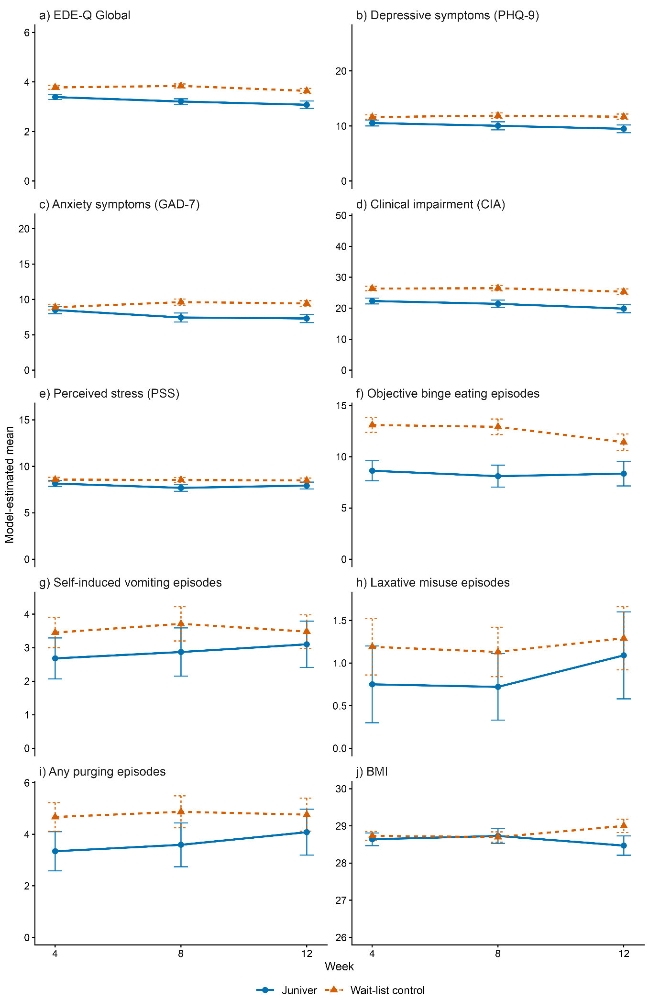 a) EDE-Q Global
6
4
2
0
b) Depressive symptoms (PHQ-9)
20
10
0
c) Anxiety symptoms (GAD-7)
20
15
10
5
0
d) Clinical impairment (CIA)
50
40
30
20
10
0
e) Perceived stress (PSS)
15
10
5
0
f) Objective binge eating episodes
15
10
5
0
Model-estimated mean
g) Self-induced vomiting episodes
4
3
2
1
0
h) Laxative misuse episodes
1.5
1.0
0.5
0.0
i) Any purging episodes
6
4
2
0
4 8 12
j) BMI
30
29
28
27
26
4 8 12
Week
Juniver Wait-list control